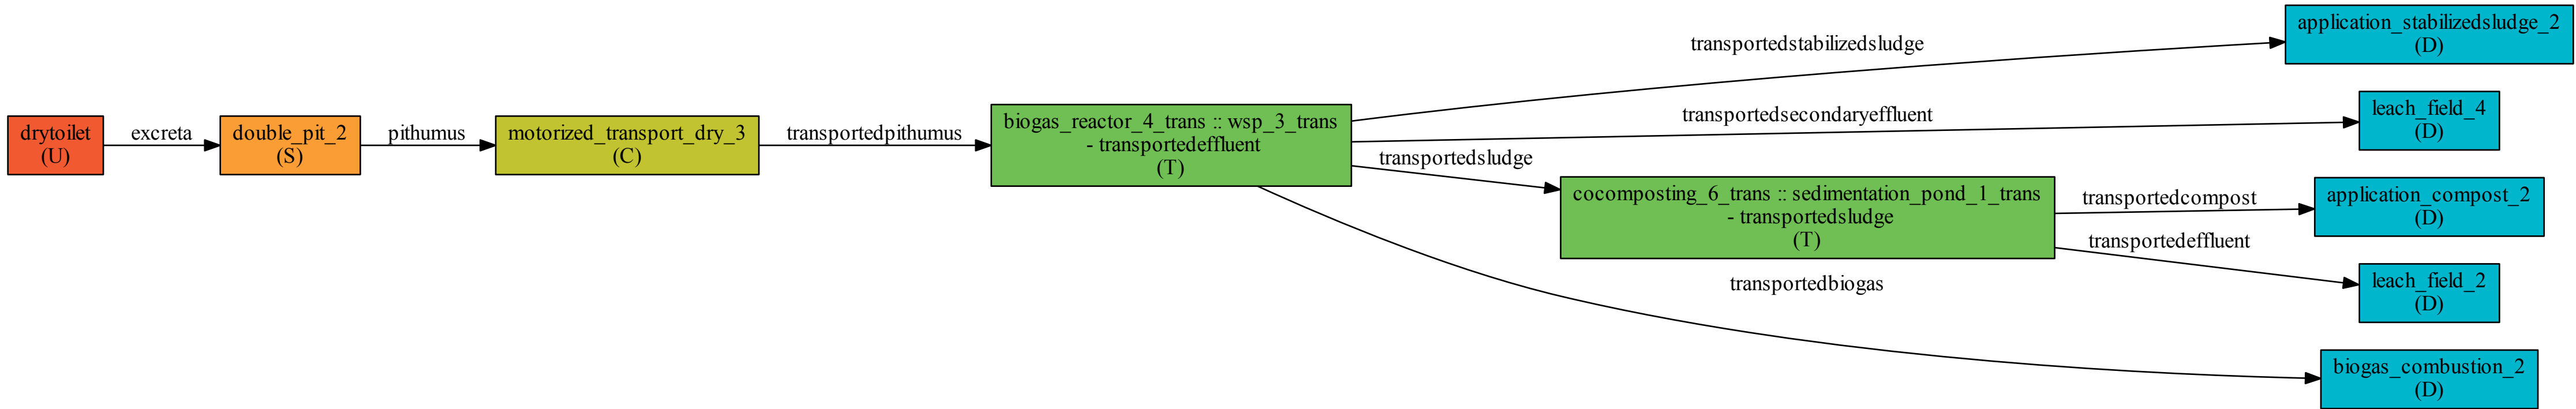 drytoilet
(U)
excreta
double_pit_2
(S)
pithumus
motorized_transport_dry_3
(C)
transportedpithumus
biogas_reactor_4_trans :: wsp_3_trans
- transportedeffluent
(T)
transportedstabilizedsludge
application_stabilizedsludge_2
(D)
transportedsecondaryeffluent
leach_field_4
(D)
transportedsludge
cocomposting_6_trans :: sedimentation_pond_1_trans
- transportedsludge
(T)
transportedcompost
application_compost_2
(D)
transportedeffluent
leach_field_2
(D)
transportedbiogas
biogas_combustion_2
(D)